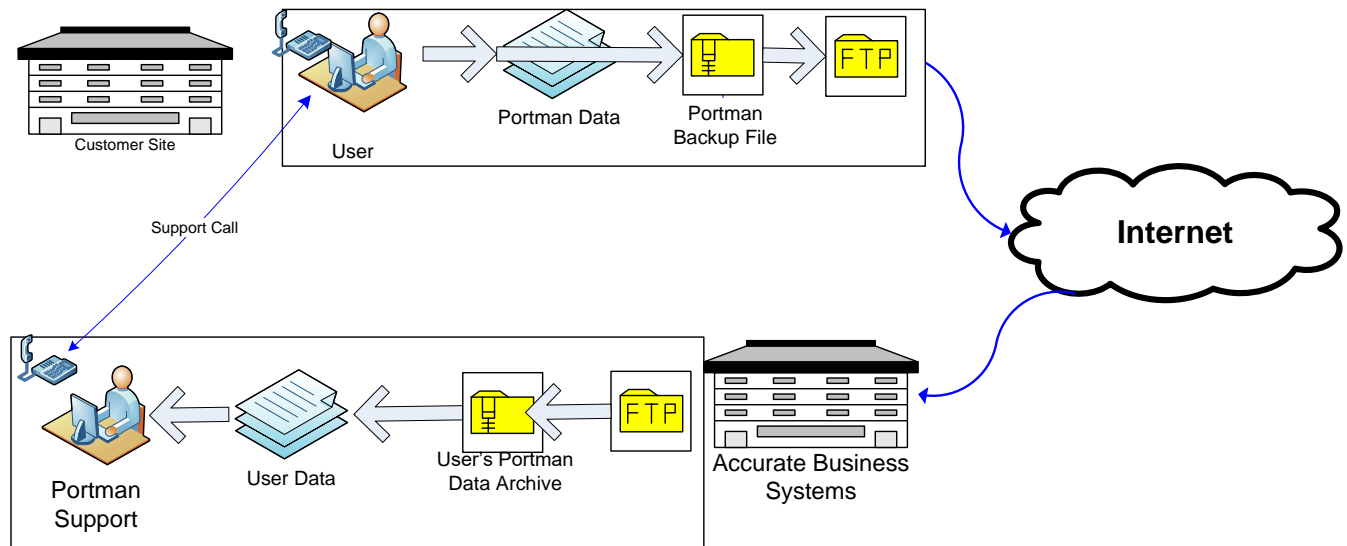 Customer Site
User
Portman Data
Portman
Backup File
FTP
Support Call
Internet
Portman
Support
User Data
User's Portman
Data Archive
FTP
Accurate Business
Systems